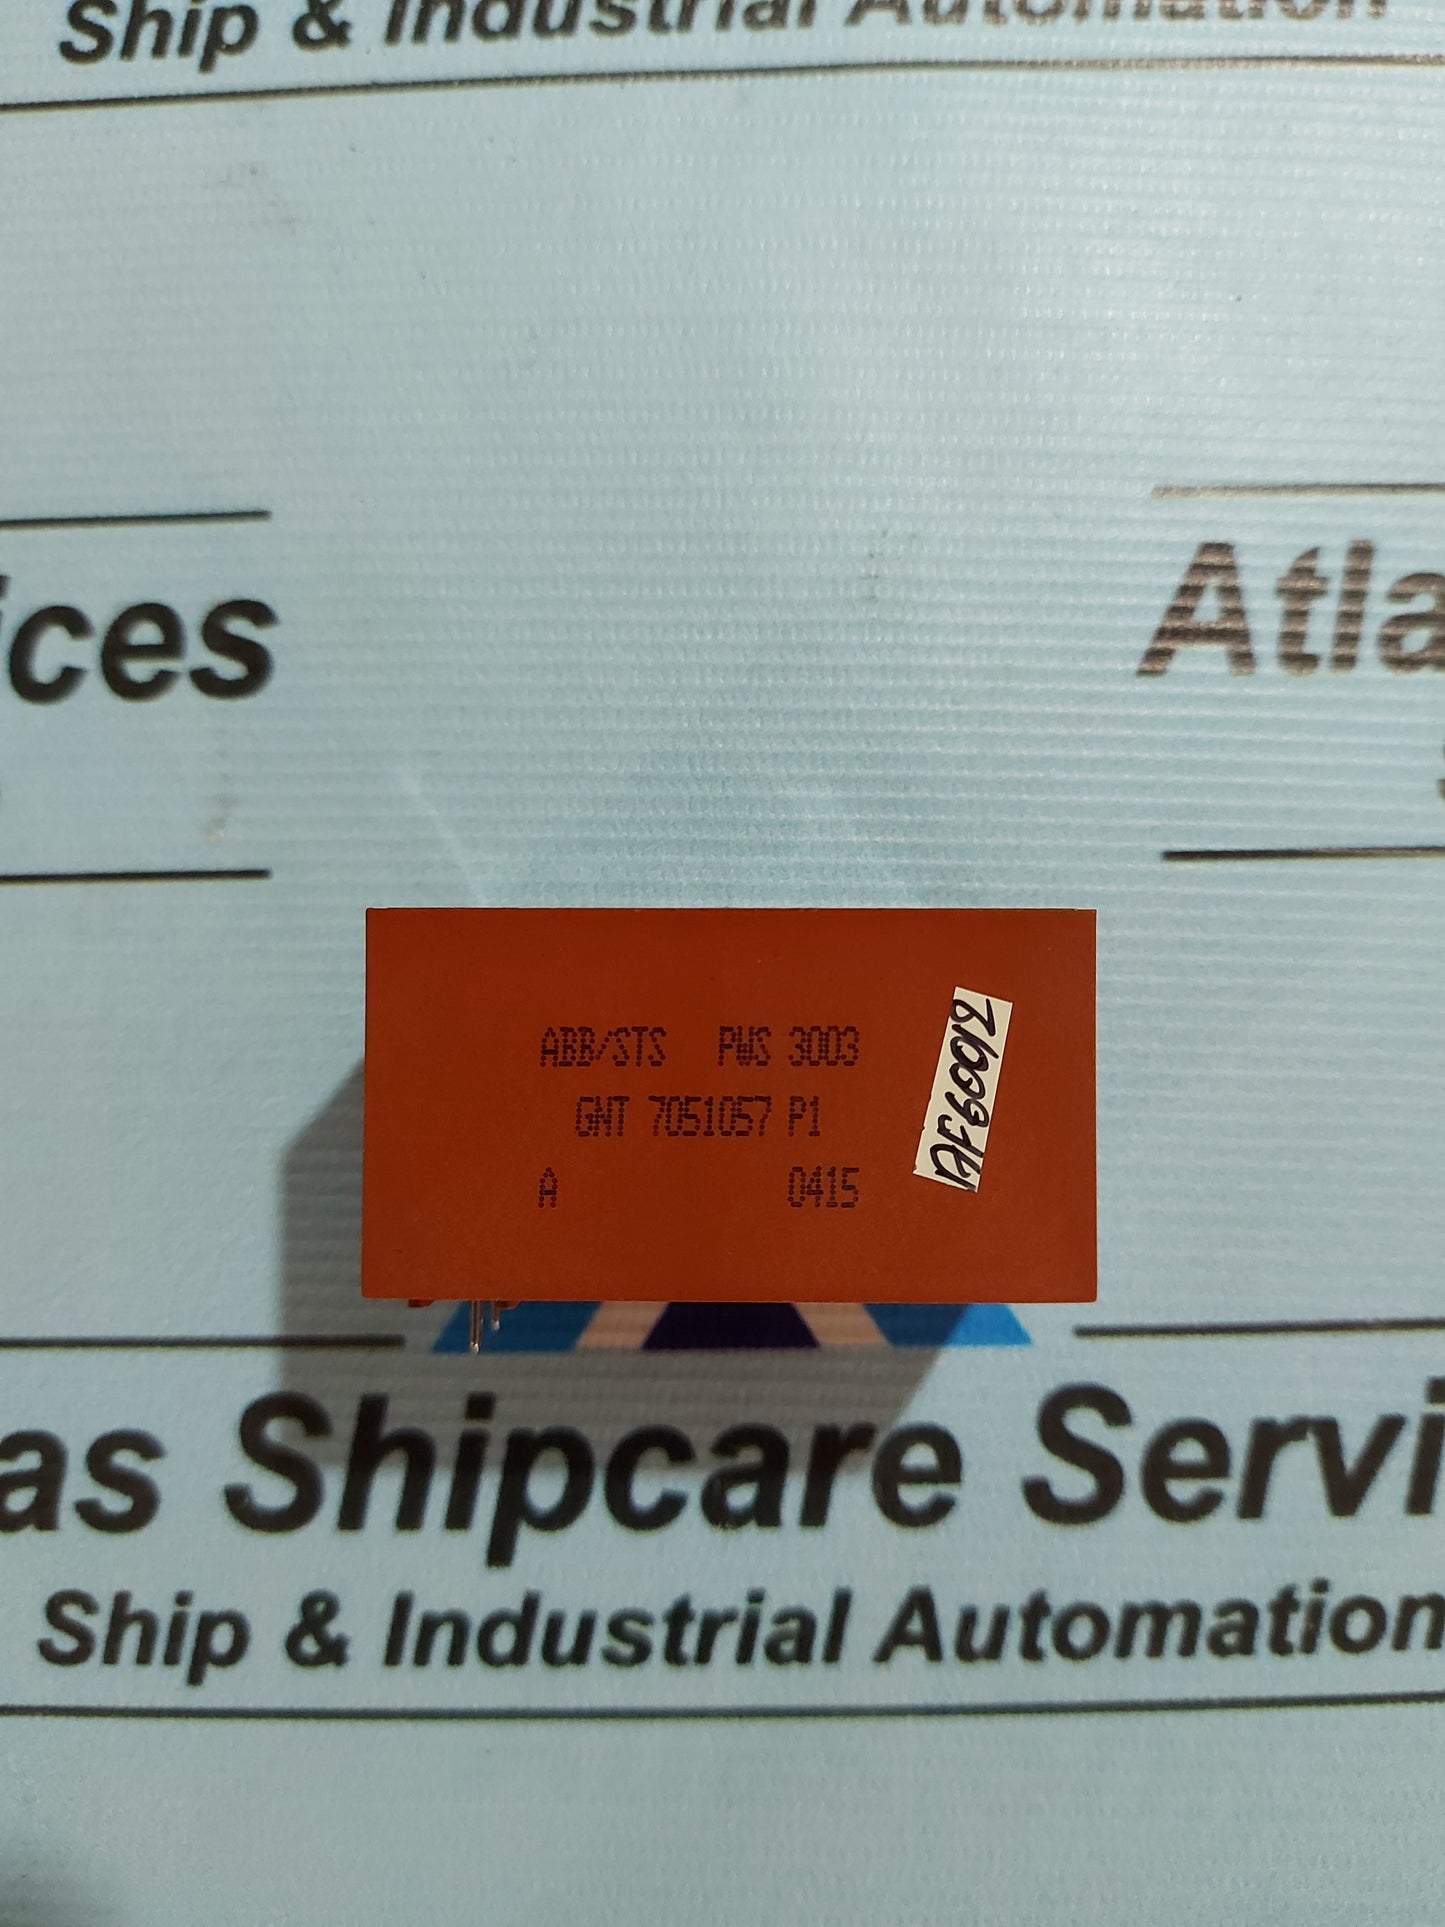 Ship & Industrial Automation
ices
Atla
ABB/STS PWS 3003
GNT 7051057 P1
A 0415
AF60012
as Shipcare Servi
Ship & Industrial Automation